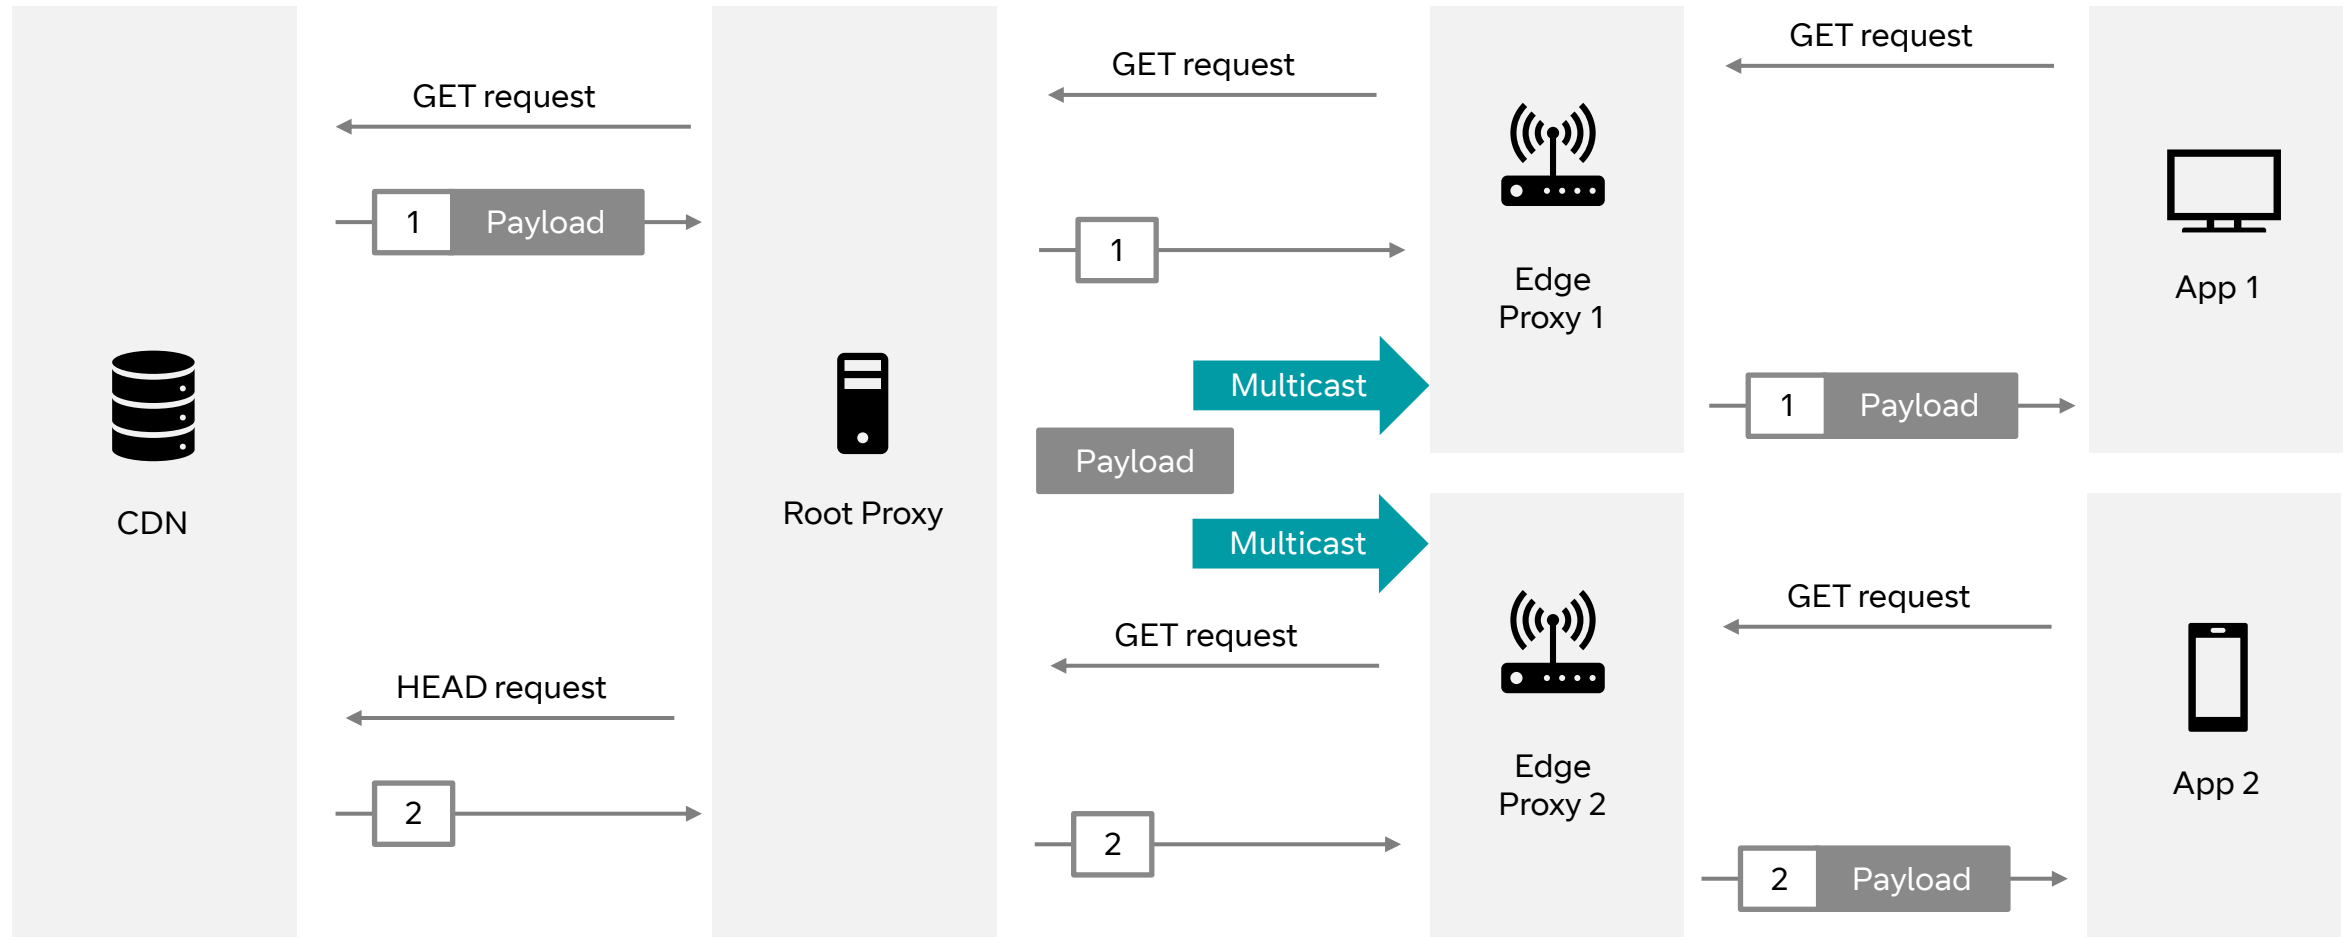 GET request
1
Payload
CDN
HEAD request
2
Root Proxy
GET request
1
Multicast
Payload
Multicast
GET request
2
Edge
Proxy 1
Edge
Proxy 2
GET request
1
Payload
GET request
2
Payload
App 1
App 2